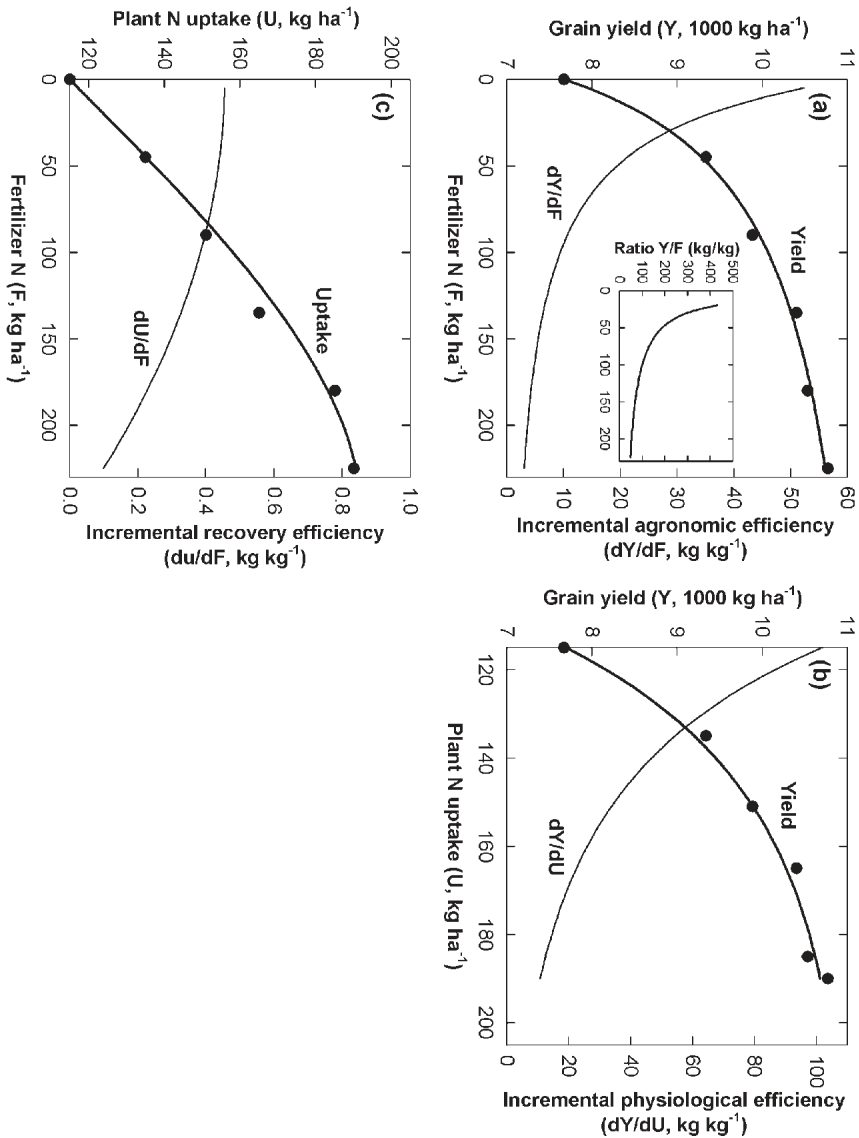 (a)
Grain yield (Y, 1000 kg ha⁻¹)
7
8
9
10
11
Yield
dY/dF
Ratio Y/F (kg/kg)
0
100
200
300
400
500
0
50
100
150
200
0
50
100
150
200
Fertilizer N (F, kg ha⁻¹)
0
10
20
30
40
50
60
Incremental agronomic efficiency
(dY/dF, kg kg⁻¹)
(b)
Grain yield (Y, 1000 kg ha⁻¹)
7
8
9
10
11
Yield
dY/dU
120
140
160
180
200
Plant N uptake (U, kg ha⁻¹)
0
20
40
60
80
100
Incremental physiological efficiency
(dY/dU, kg kg⁻¹)
(c)
Plant N uptake (U, kg ha⁻¹)
120
140
160
180
200
Uptake
dU/dF
0
50
100
150
200
Fertilizer N (F, kg ha⁻¹)
0.0
0.2
0.4
0.6
0.8
1.0
Incremental recovery efficiency
(du/dF, kg kg⁻¹)